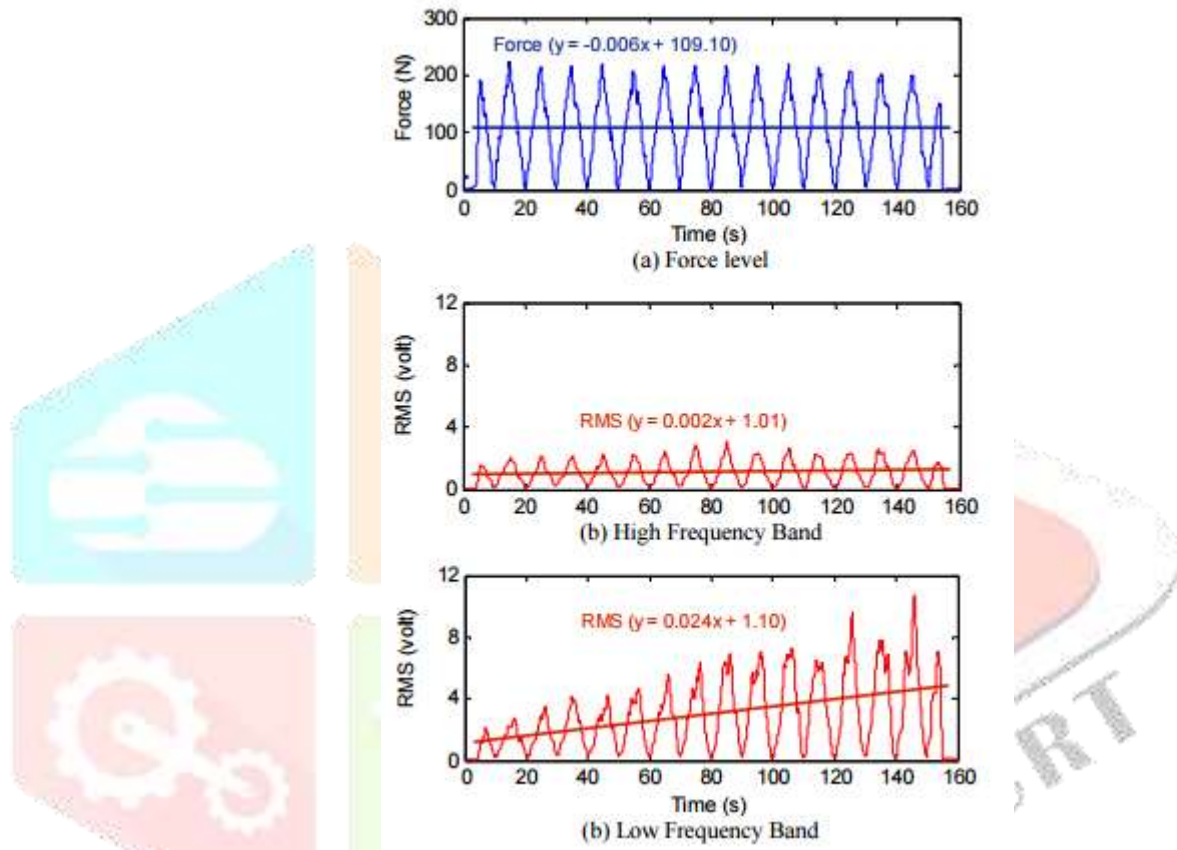 300
Force (y = -0.006x + 109.10)
200
100
0
Force (N)
0 20 40 60 80 100 120 140 160
Time (s)
(a) Force level
12
8
RMS (y = 0.002x + 1.01)
4
0
RMS (volt)
0 20 40 60 80 100 120 140 160
(b) High Frequency Band
12
RMS (y = 0.024x + 1.10)
8
4
0
RMS (volt)
0 20 40 60 80 100 120 140 160
Time (s)
(b) Low Frequency Band
CRT